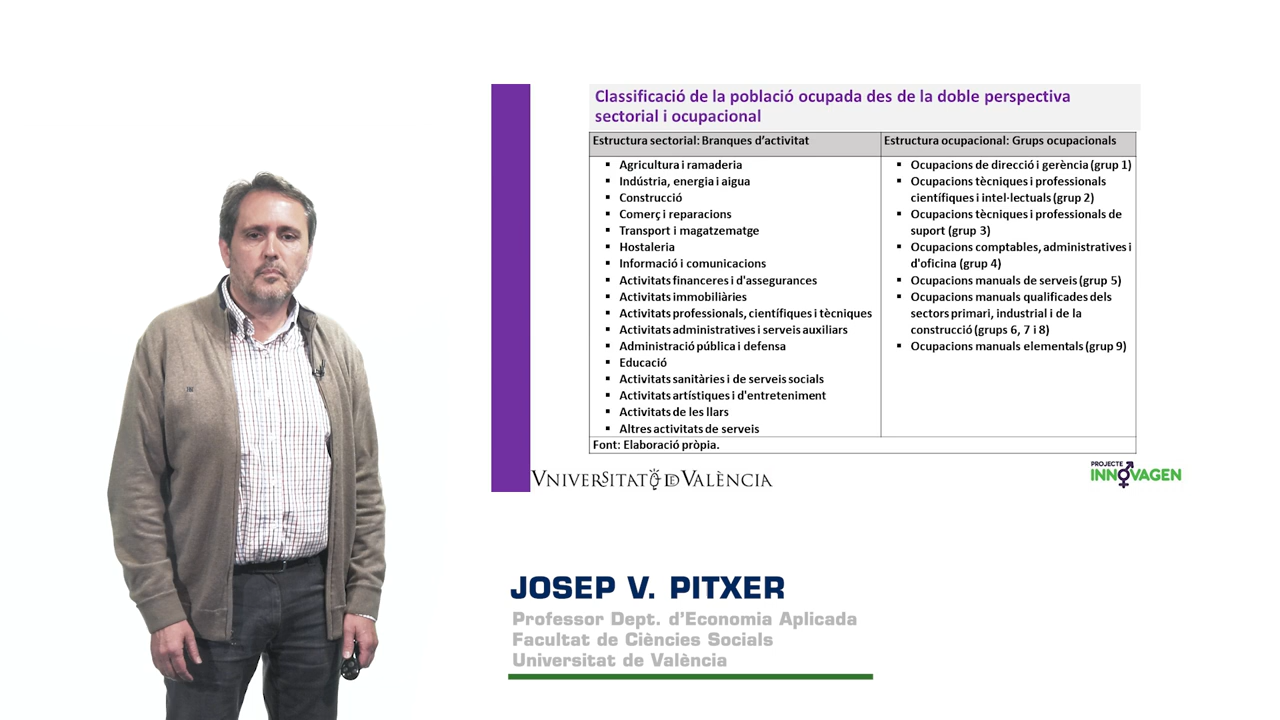 Classificació de la població ocupada des de la doble perspectiva
sectorial i ocupacional
Estructura sectorial: Branques d'activitat
▪ Agricultura i ramaderia
▪ Indústria, energia i aigua
▪ Construcció
▪ Comerç i reparacions
▪ Transport i magatzematge
▪ Hostaleria
▪ Informació i comunicacions
▪ Activitats financeres i d'assegurances
▪ Activitats immobiliàries
▪ Activitats professionals, científiques i tècniques
▪ Activitats administratives i serveis auxiliars
▪ Administració pública i defensa
▪ Educació
▪ Activitats sanitàries i de serveis socials
▪ Activitats artístiques i d'entreteniment
▪ Activitats de les llars
▪ Altres activitats de serveis
Estructura ocupacional: Grups ocupacionals
▪ Ocupacions de direcció i gerència (grup 1)
▪ Ocupacions tècniques i professionals
científiques i intel·lectuals (grup 2)
▪ Ocupacions tècniques i professionals de
suport (grup 3)
▪ Ocupacions comptables, administratives i
d'oficina (grup 4)
▪ Ocupacions manuals de serveis (grup 5)
▪ Ocupacions manuals qualificades dels
sectors primari, industrial i de la
construcció (grups 6, 7 i 8)
▪ Ocupacions manuals elementals (grup 9)
Font: Elaboració pròpia.
VNIVERSITATǾ DE VALÈNCIA
PROJECTE
INNOVAGEN
JOSEP V. PITXER
Professor Dept. d'Economia Aplicada
Facultat de Ciències Socials
Universitat de València